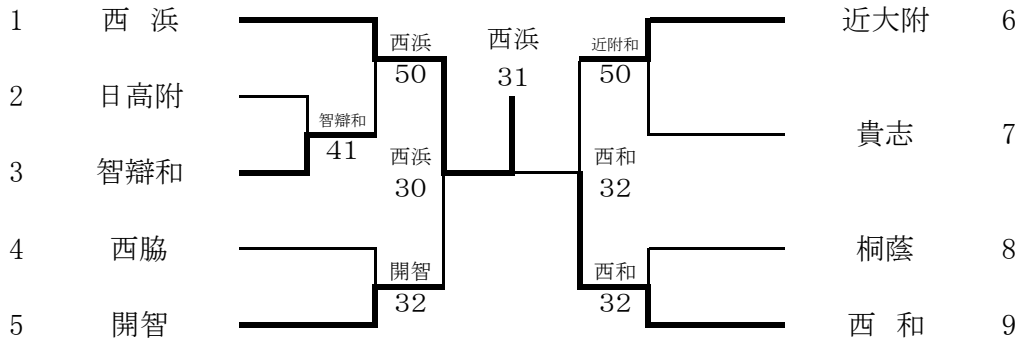 1 西 浜
2 日高附
3 智辯和
4 西脇
5 開智
智辯和
41
西浜
50
開智
32
西浜
30
西浜
31
西和
32
近附和
50
西和
32
近大附 6
貴志 7
桐蔭 8
西 和 9